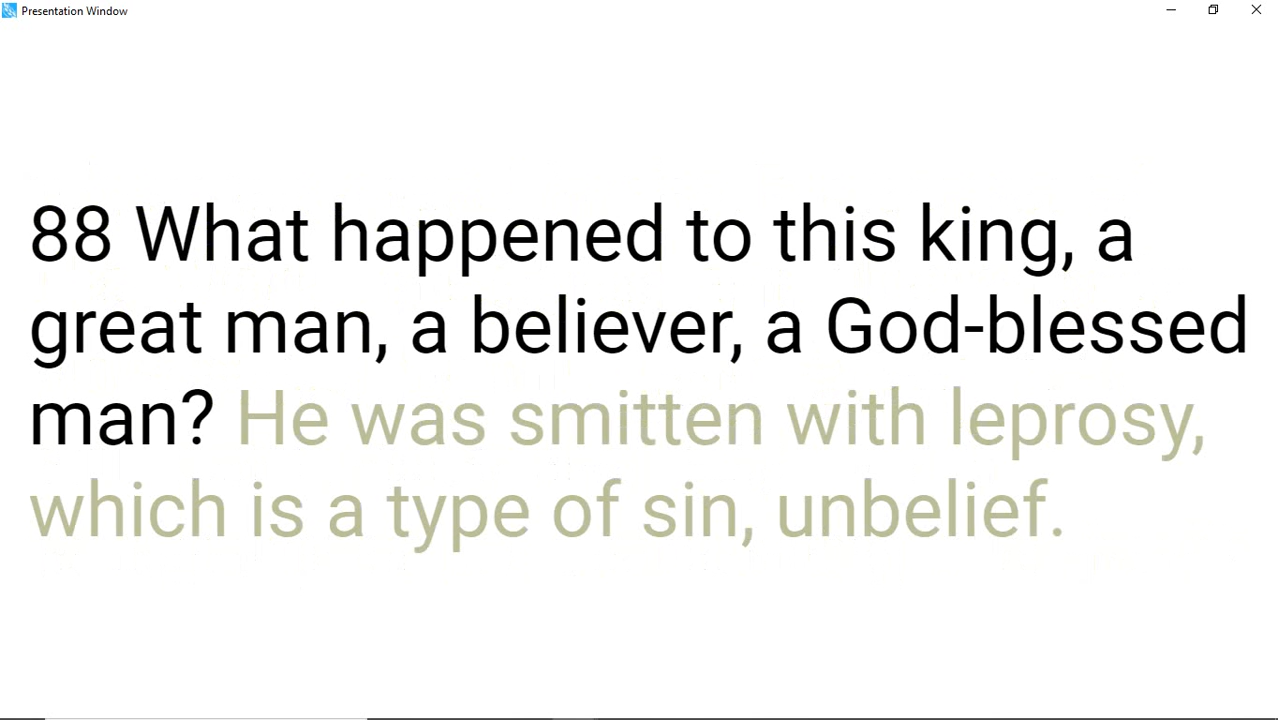 Presentation Window
88 What happened to this king, a
great man, a believer, a God-blessed
man? He was smitten with leprosy,
which is a type of sin, unbelief.